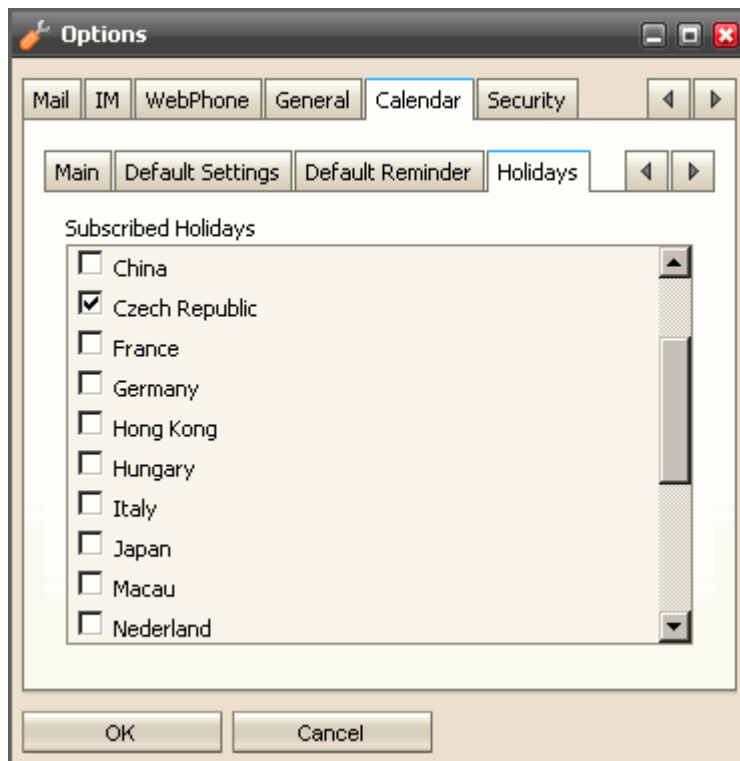 Options
Mail IM WebPhone General Calendar Security
Main Default Settings Default Reminder Holidays
Subscribed Holidays
China
Czech Republic
France
Germany
Hong Kong
Hungary
Italy
Japan
Macau
Nederland
OK Cancel